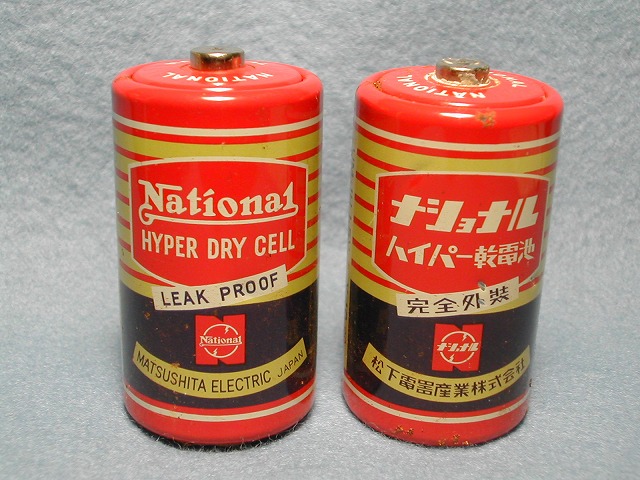 NATIONAL
National
HYPER DRY CELL
LEAK PROOF
National
MATSUSHITA ELECTRIC JAPAN
NATIONAL
ナショナル
ハイパー乾電池
完全外装
ナショナル
松下電器産業株式会社